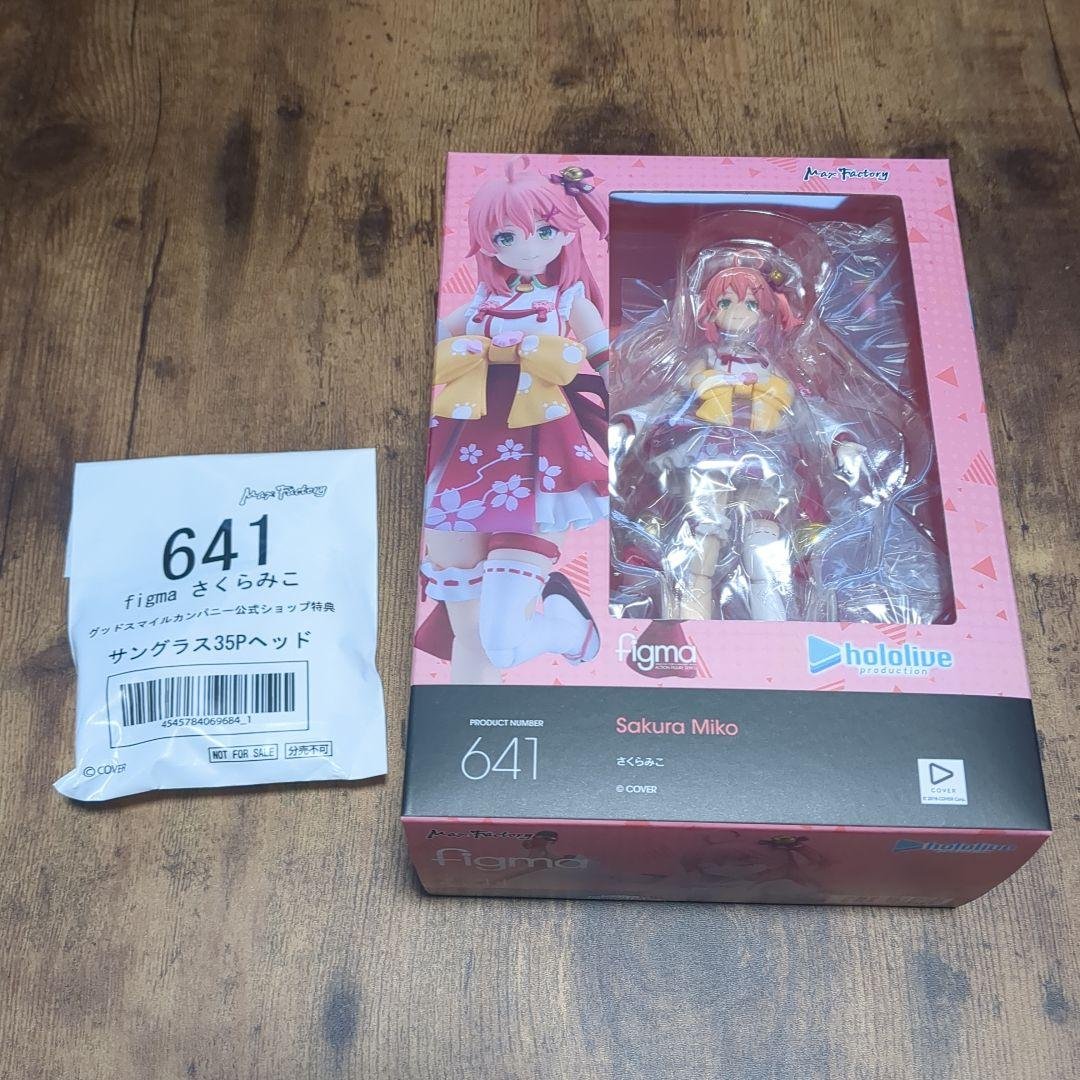 Max Factory
641
figma さくらみこ
グッドスマイルカンパニー公式ショップ特典
サングラス35Pヘッド
4545784069684_1
NOT FOR SALE
分売不可
© COVER
Max Factory
figma
hololive
production
PRODUCT NUMBER
641
Sakura Miko
さくらみこ
© COVER
COVER
© 2016 COVER Corp.
Max Factory
figma
hololive